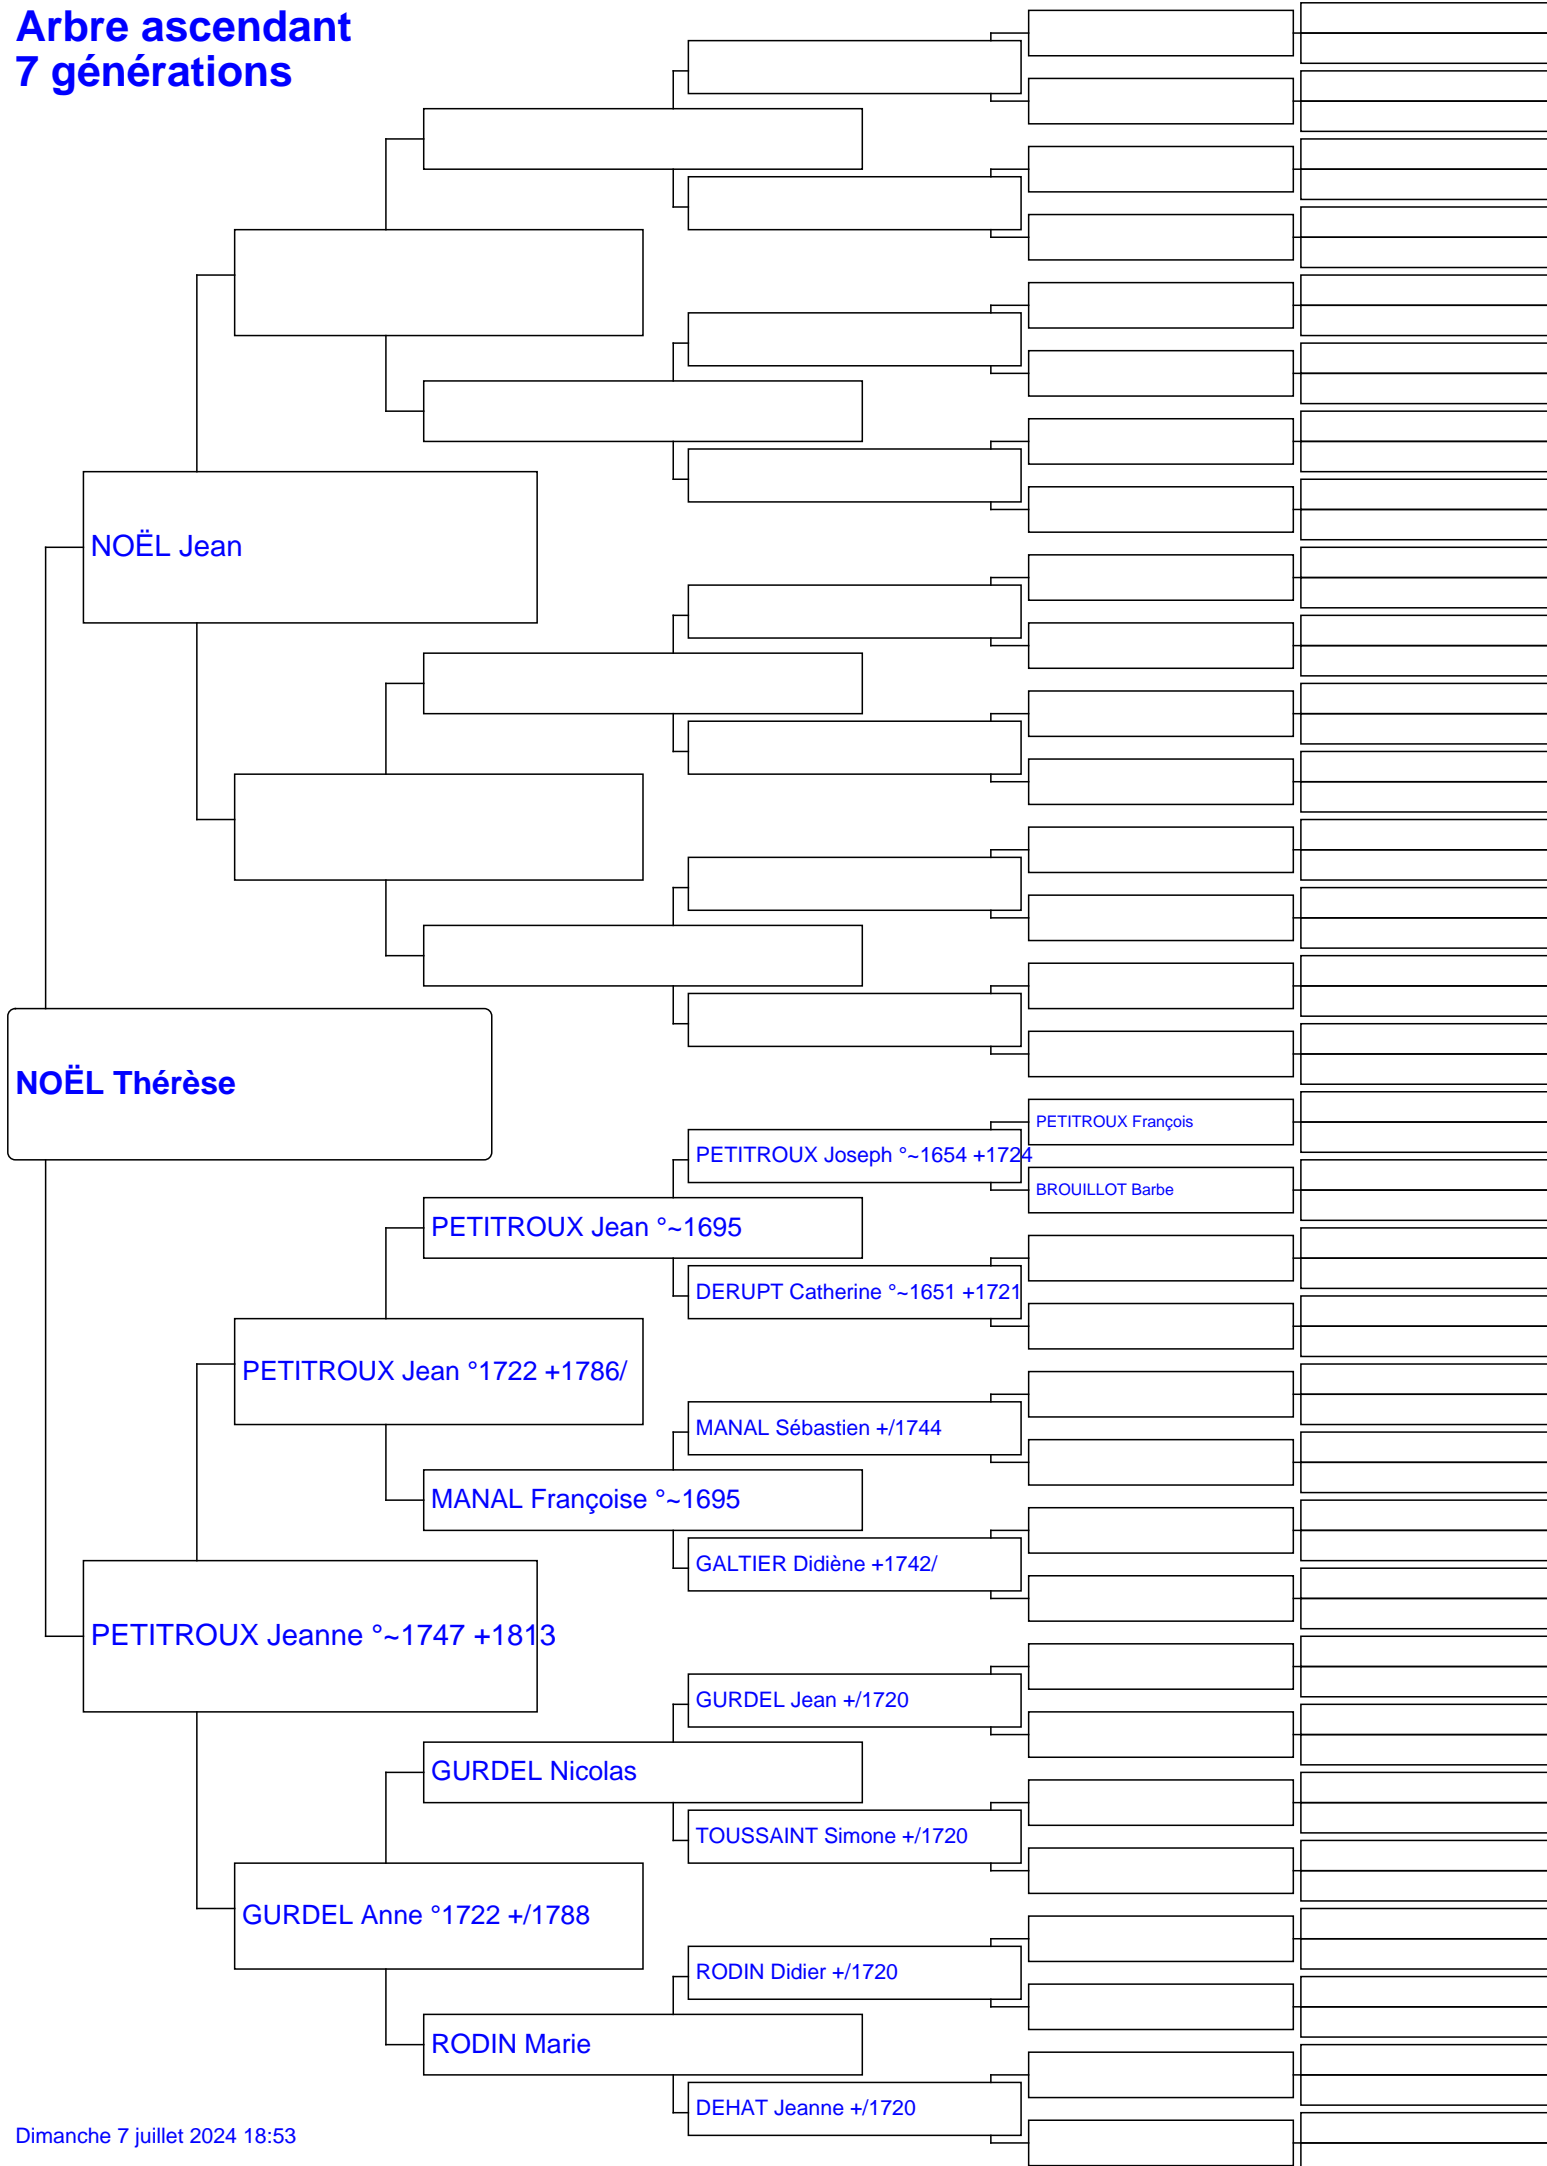 Arbre ascendant
7 générations
NOËL Jean
NOËL Thérèse
PETITROUX François
PETITROUX Joseph °~1654 +1724
BROUILLOT Barbe
PETITROUX Jean °~1695
DERUPT Catherine °~1651 +1721
PETITROUX Jean °1722 +1786/
MANAL Sébastien +/1744
MANAL Françoise °~1695
GALTIER Didiène +1742/
PETITROUX Jeanne °~1747 +1813
GURDEL Jean +/1720
GURDEL Nicolas
TOUSSAINT Simone +/1720
GURDEL Anne °1722 +/1788
RODIN Didier +/1720
RODIN Marie
DEHAT Jeanne +/1720
Dimanche 7 juillet 2024 18:53